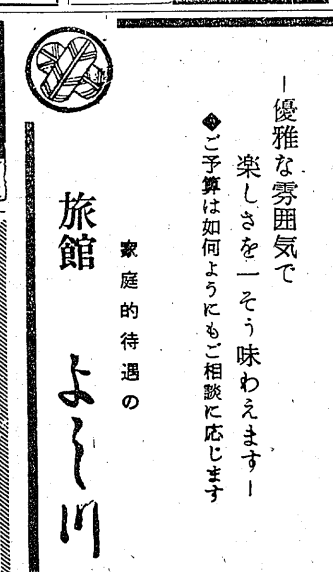 ―優雅な雰囲気で
楽しさを一そう味わえます―
◆ご予算は如何ようにもご相談に応じます
家庭的待遇の
旅館 よし川